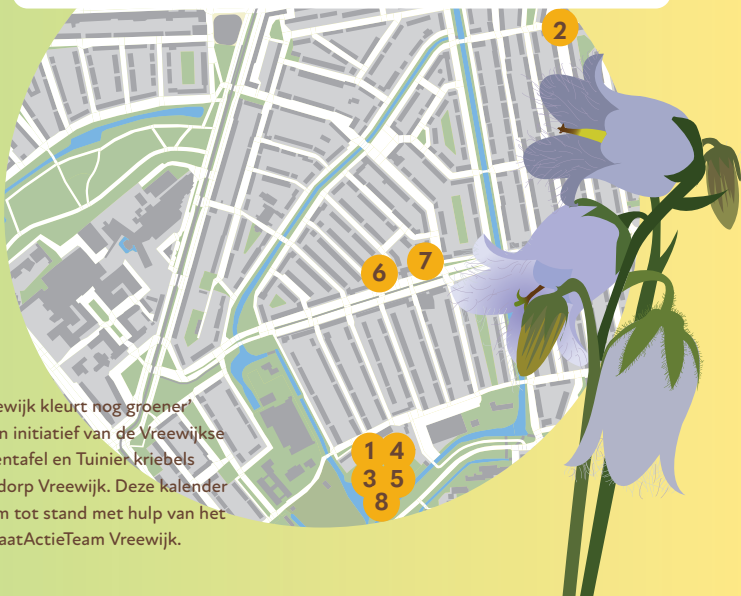 2
6 7
1 4
3 5
8
ewijk kleurt nog groener’
n initiatief van de Vreewijkse
entafel en Tuinier kriebels
dorp Vreewijk. Deze kalender
m tot stand met hulp van het
aatActieTeam Vreewijk.